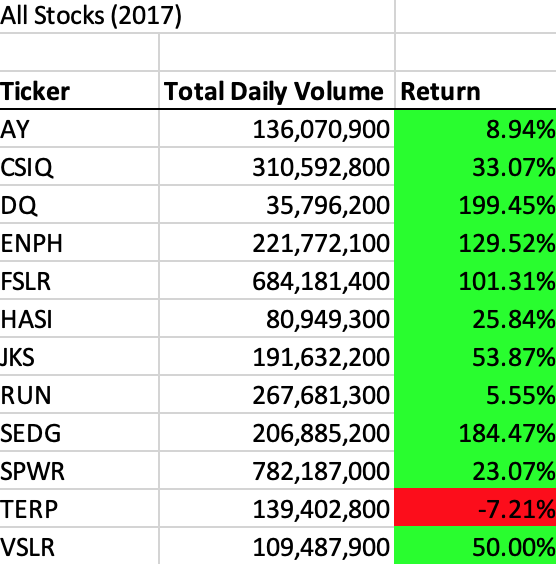 All Stocks (2017)
Ticker Total Daily Volume Return
AY 136,070,900 8.94%
CSIQ 310,592,800 33.07%
DQ 35,796,200 199.45%
ENPH 221,772,100 129.52%
FSLR 684,181,400 101.31%
HASI 80,949,300 25.84%
JKS 191,632,200 53.87%
RUN 267,681,300 5.55%
SEDG 206,885,200 184.47%
SPWR 782,187,000 23.07%
TERP 139,402,800 -7.21%
VSLR 109,487,900 50.00%